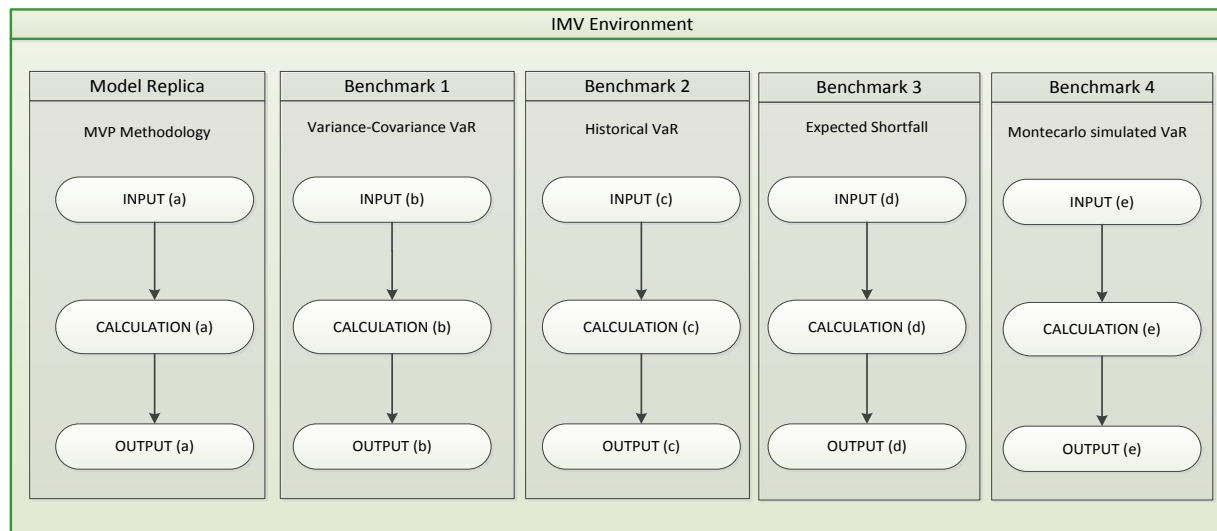 IMV Environment
Model Replica
MVP Methodology
INPUT (a)
CALCULATION (a)
OUTPUT (a)
Benchmark 1
Variance-Covariance VaR
INPUT (b)
CALCULATION (b)
OUTPUT (b)
Benchmark 2
Historical VaR
INPUT (c)
CALCULATION (c)
OUTPUT (c)
Benchmark 3
Expected Shortfall
INPUT (d)
CALCULATION (d)
OUTPUT (d)
Benchmark 4
Montecarlo simulated VaR
INPUT (e)
CALCULATION (e)
OUTPUT (e)